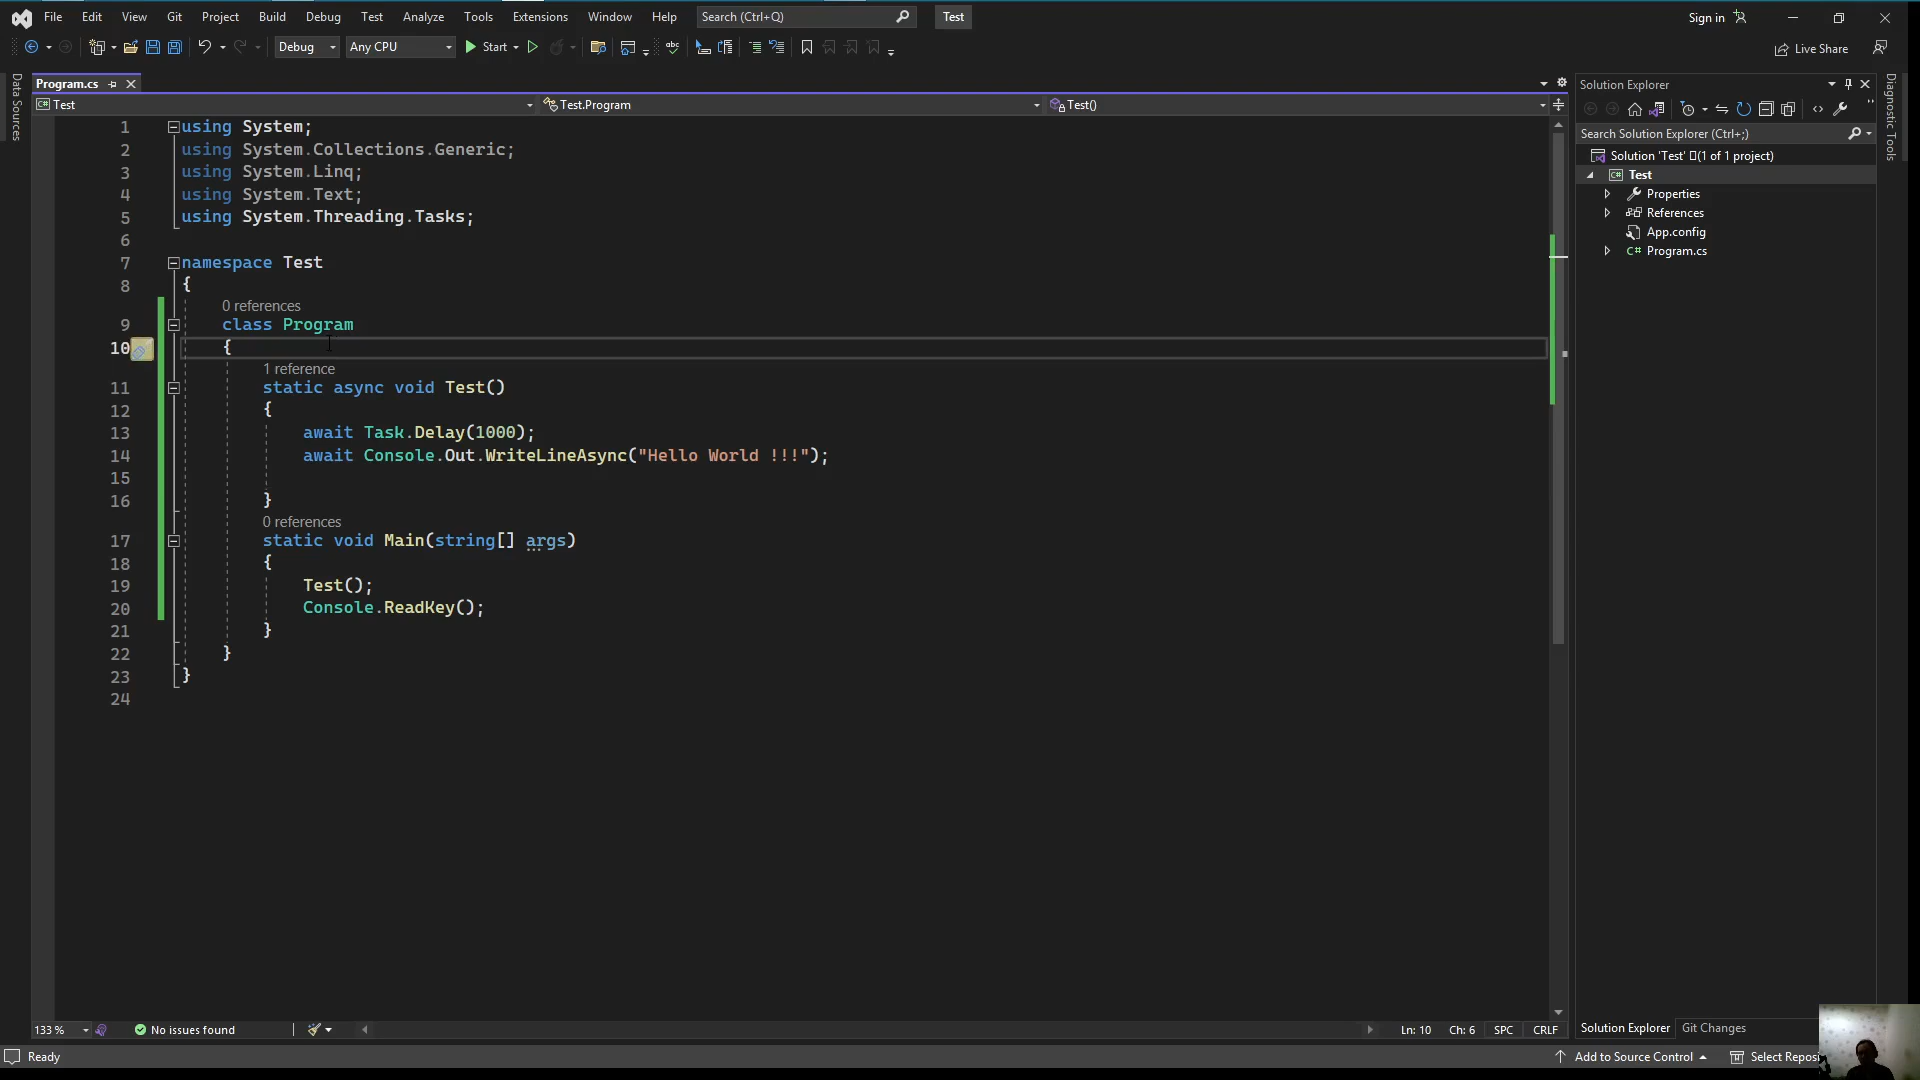 File Edit View Git Project Build Debug Test Analyze Tools Extensions Window Help Search (Ctrl+Q) Test Sign in
Debug Any CPU Start Live Share
Data Sources
Program.cs
Test Test.Program Test()
1 using System;
2 using System.Collections.Generic;
3 using System.Linq;
4 using System.Text;
5 using System.Threading.Tasks;
6
7 namespace Test
8 {
0 references
9 class Program
10 {
1 reference
11 static async void Test()
12 {
13 await Task.Delay(1000);
14 await Console.Out.WriteLineAsync("Hello World !!!");
15
16 }
0 references
17 static void Main(string[] args)
18 {
19 Test();
20 Console.ReadKey();
21 }
22 }
23 }
24
Solution Explorer
Search Solution Explorer (Ctrl+;)
Solution 'Test' (1 of 1 project)
Test
Properties
References
App.config
C# Program.cs
Diagnostic Tools
133 % No issues found Ln: 10 Ch: 6 SPC CRLF
Solution Explorer Git Changes
Ready Add to Source Control Select Reposi